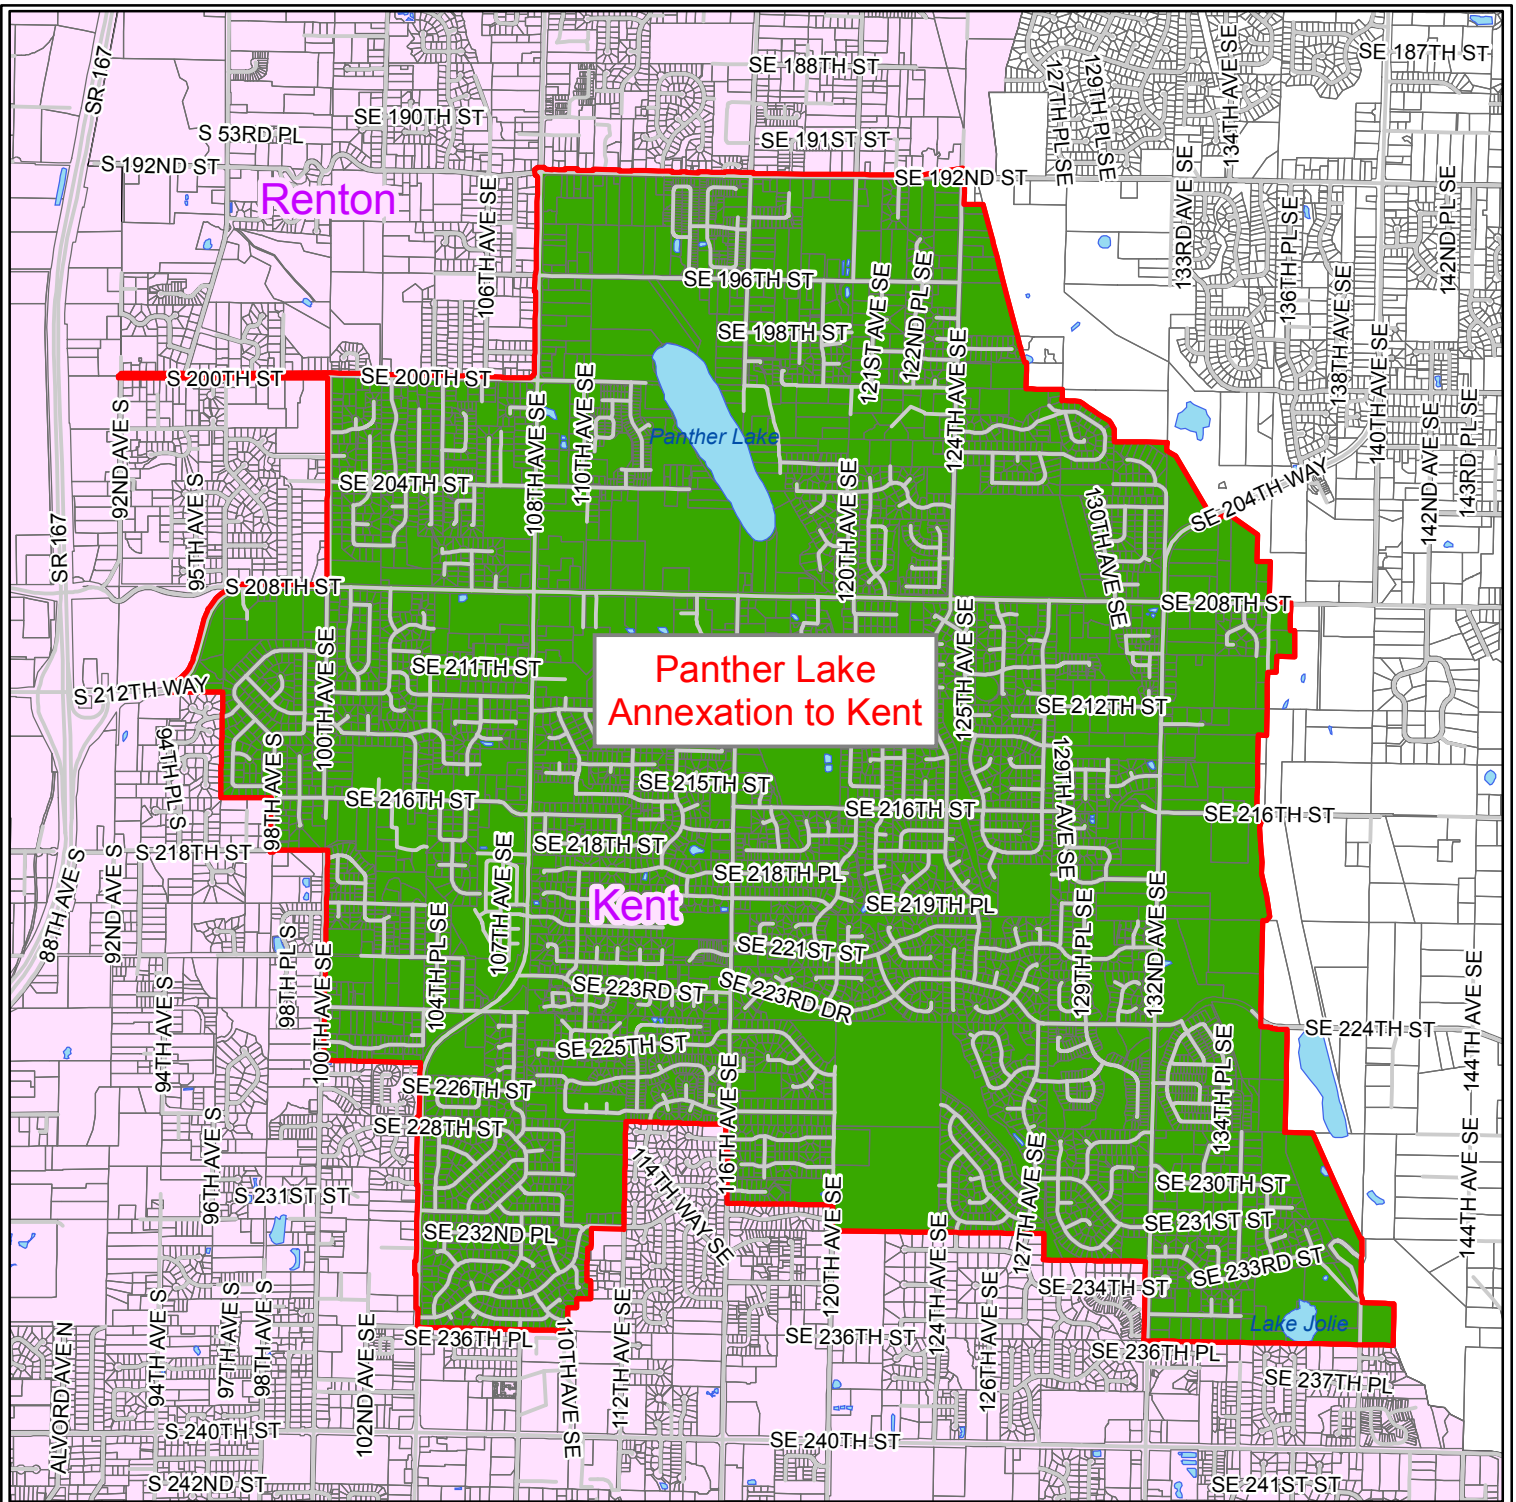 SE 187TH ST
SE 188TH ST
SR 167
127TH PL SE
129TH PL SE
134TH AVE SE
SE 190TH ST
S 53RD PL
SE 191ST ST
S 192ND ST
SE 192ND ST
Renton
106TH AVE SE
133RD AVE SE
136TH PL SE
142ND PL SE
SE 196TH ST
121ST AVE SE
122ND PL SE
138TH AVE SE
SE 198TH ST
124TH AVE SE
140TH AVE SE
S 200TH ST
SE 200TH ST
92ND AVE S
108TH AVE SE
110TH AVE SE
Panther Lake
142ND AVE SE
143RD PL SE
SE 204TH ST
95TH AVE S
120TH AVE SE
130TH AVE SE
SE 204TH WAY
SR 167
S 208TH ST
SE 208TH ST
Panther Lake
Annexation to Kent
100TH AVE SE
SE 211TH ST
125TH AVE SE
S 212TH WAY
SE 212TH ST
94TH PL S
98TH AVE S
129TH AVE SE
SE 215TH ST
SE 216TH ST
SE 216TH ST
SE 216TH ST
S 218TH ST
SE 218TH ST
SE 218TH PL
88TH AVE S
92ND AVE S
107TH AVE SE
Kent
SE 219TH PL
98TH PL S
100TH AVE SE
104TH PL SE
SE 221ST ST
129TH PL SE
132ND AVE SE
94TH AVE S
SE 223RD ST
SE 223RD DR
144TH AVE SE
SE 224TH ST
SE 225TH ST
116TH AVE SE
134TH PL SE
SE 226TH ST
SE 228TH ST
96TH AVE S
114TH WAY SE
127TH AVE SE
144TH AVE SE
S 231ST ST
SE 230TH ST
SE 231ST ST
SE 232ND PL
120TH AVE SE
124TH AVE SE
SE 233RD ST
SE 234TH ST
126TH AVE SE
94TH AVE S
97TH AVE S
98TH AVE S
102ND AVE SE
SE 236TH PL
110TH AVE SE
112TH AVE SE
SE 236TH ST
Lake Jolie
SE 236TH PL
ALVORD AVE N
SE 237TH PL
S 240TH ST
SE 240TH ST
S 242ND ST
SE 241ST ST